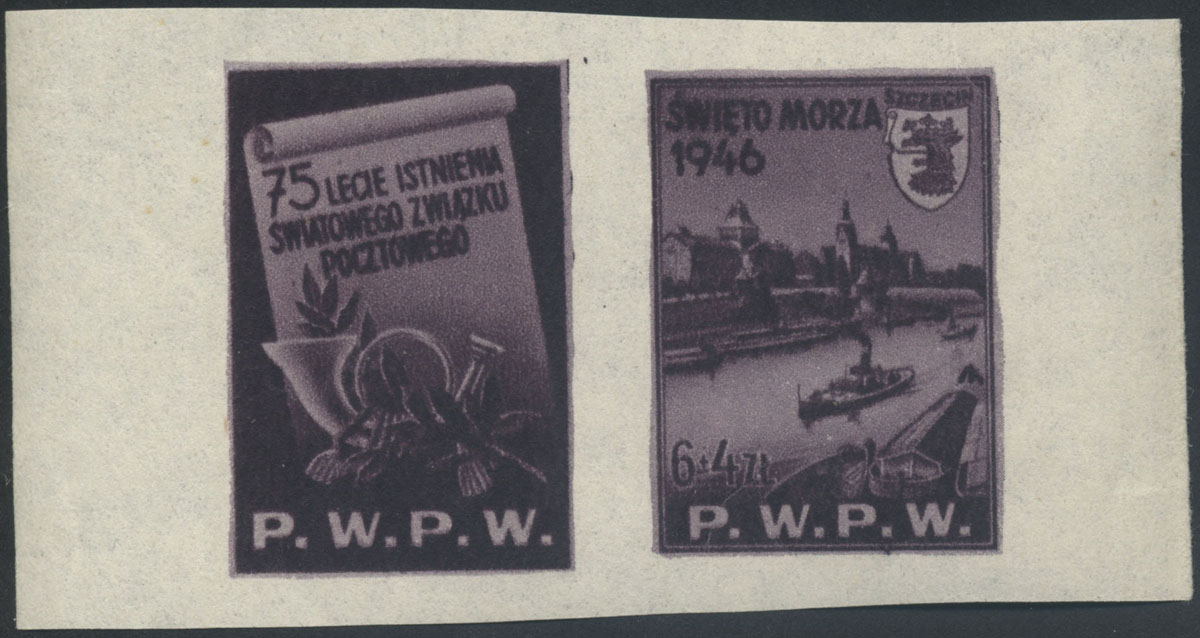 75 LECIE ISTNIENIA
ŚWIATOWEGO ZWIĄZKU
POCZTOWEGO
P. W. P. W.
ŚWIĘTO MORZA
1946
SZCZECIN
6+4 ZŁ
P. W. P. W.